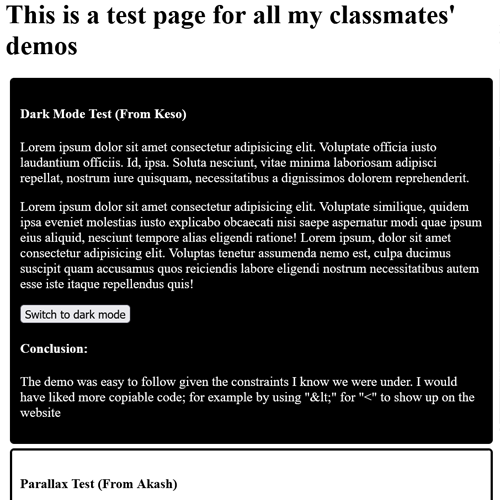 This is a test page for all my classmates'
demos
Dark Mode Test (From Keso)
Lorem ipsum dolor sit amet consectetur adipisicing elit. Voluptate officia iusto
laudantium officiis. Id, ipsa. Soluta nesciunt, vitae minima laboriosam adipisci
repellat, nostrum iure quisquam, necessitatibus a dignissimos dolorem reprehenderit.
Lorem ipsum dolor sit amet consectetur adipisicing elit. Voluptate similique, quidem
ipsa eveniet molestias iusto explicabo obcaecati nisi saepe aspernatur modi quae ipsum
eius aliquid, nesciunt tempore alias eligendi ratione! Lorem ipsum, dolor sit amet
consectetur adipisicing elit. Voluptas tenetur assumenda nemo est, culpa ducimus
suscipit quam accusamus quos reiciendis labore eligendi nostrum necessitatibus autem
esse iste itaque repellendus quis!
Switch to dark mode
Conclusion:
The demo was easy to follow given the constraints I know we were under. I would
have liked more copiable code; for example by using "&lt;" for "<" to show up on the
website
Parallax Test (From Akash)